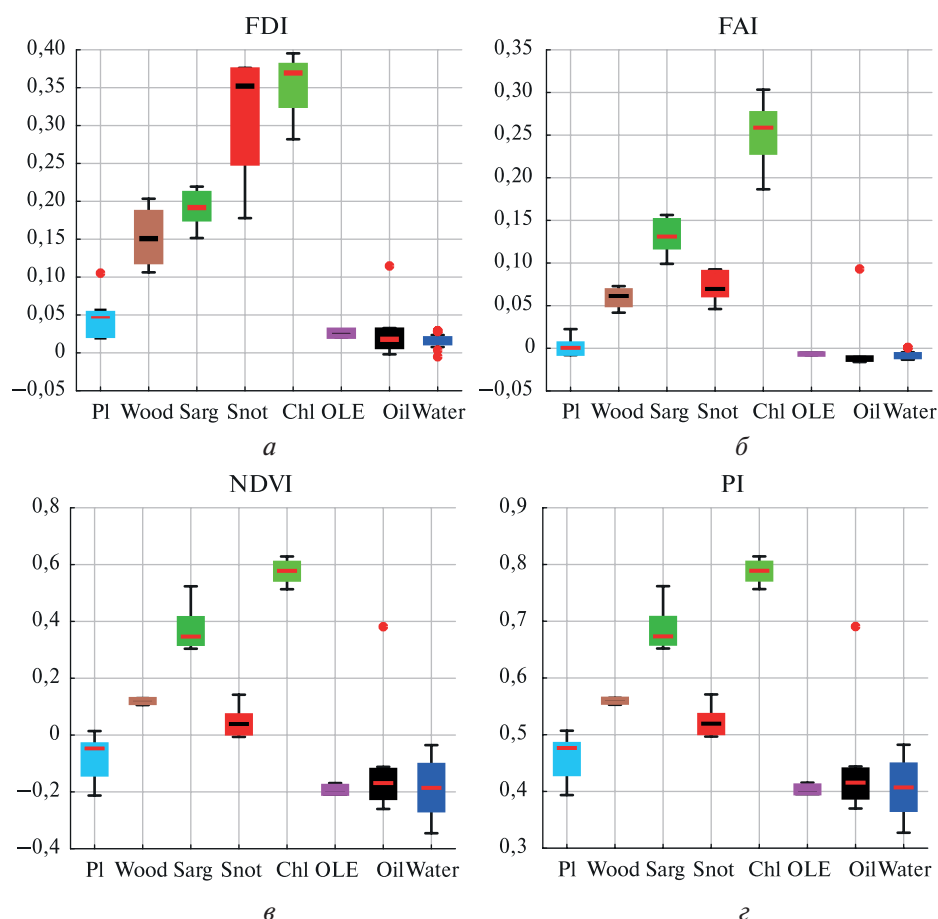 FDI
0,40
0,35
0,30
0,25
0,20
0,15
0,10
0,05
0
−0,05
Pl Wood Sarg Snot Chl OLE Oil Water
а
FAI
0,35
0,30
0,25
0,20
0,15
0,10
0,05
0
−0,05
Pl Wood Sarg Snot Chl OLE Oil Water
б
NDVI
0,8
0,6
0,4
0,2
0
−0,2
−0,4
Pl Wood Sarg Snot Chl OLE Oil Water
в
PI
0,9
0,8
0,7
0,6
0,5
0,4
0,3
Pl Wood Sarg Snot Chl OLE Oil Water
г